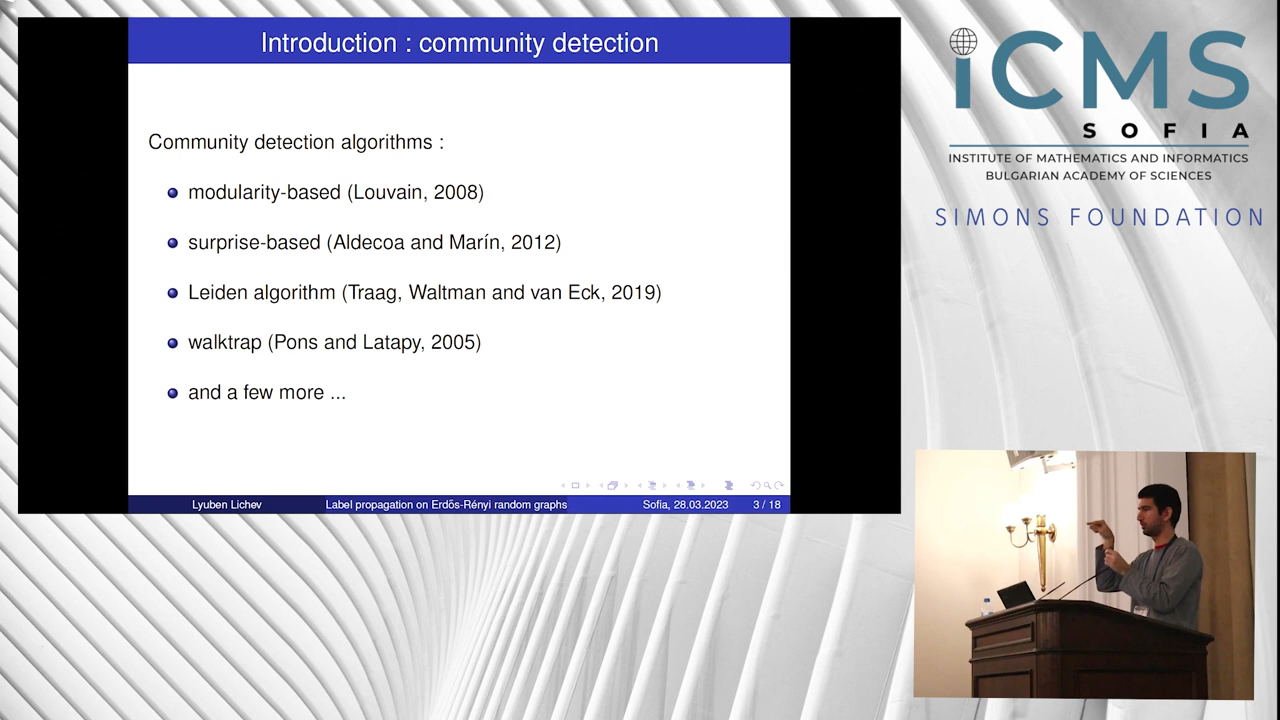 Introduction : community detection
Community detection algorithms :
modularity-based (Louvain, 2008)
surprise-based (Aldecoa and Marín, 2012)
Leiden algorithm (Traag, Waltman and van Eck, 2019)
walktrap (Pons and Latapy, 2005)
and a few more ...
Lyuben Lichev Label propagation on Erdős-Rényi random graphs Sofia, 28.03.2023 3 / 18
iCMS
SOFIA
INSTITUTE OF MATHEMATICS AND INFORMATICS
BULGARIAN ACADEMY OF SCIENCES
SIMONS FOUNDATION